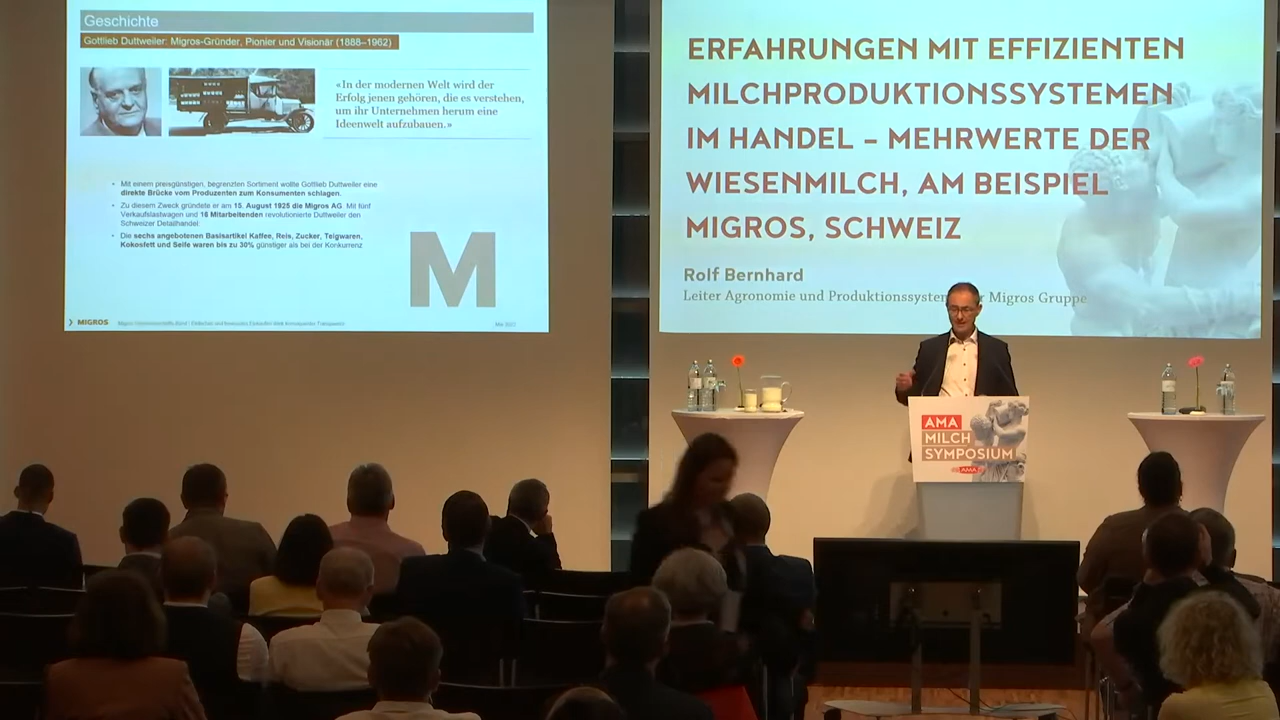 Geschichte
Gottlieb Duttweiler: Migros-Gründer, Pionier und Visionär (1888–1962)
«In der modernen Welt wird der
Erfolg jenen gehören, die es verstehen,
um ihr Unternehmen herum eine
Ideenwelt aufzubauen.»
• Mit einem preisgünstigen, begrenzten Sortiment wollte Gottlieb Duttweiler eine
direkte Brücke vom Produzenten zum Konsumenten schlagen.
• Zu diesem Zweck gründete er am 15. August 1925 die Migros AG. Mit fünf
Verkaufslastwagen und 16 Mitarbeitenden revolutionierte Duttweiler den
Schweizer Detailhandel.
• Die sechs angebotenen Basisartikel Kaffee, Reis, Zucker, Teigwaren,
Kokosfett und Seife waren bis zu 30% günstiger als bei der Konkurrenz
M
MIGROS
ERFAHRUNGEN MIT EFFIZIENTEN
MILCHPRODUKTIONSSYSTEMEN
IM HANDEL – MEHRWERTE DER
WIESENMILCH, AM BEISPIEL
MIGROS, SCHWEIZ
Rolf Bernhard
Leiter Agronomie und Produktionssystem Migros Gruppe
AMA
MILCH
SYMPOSIUM
AMA